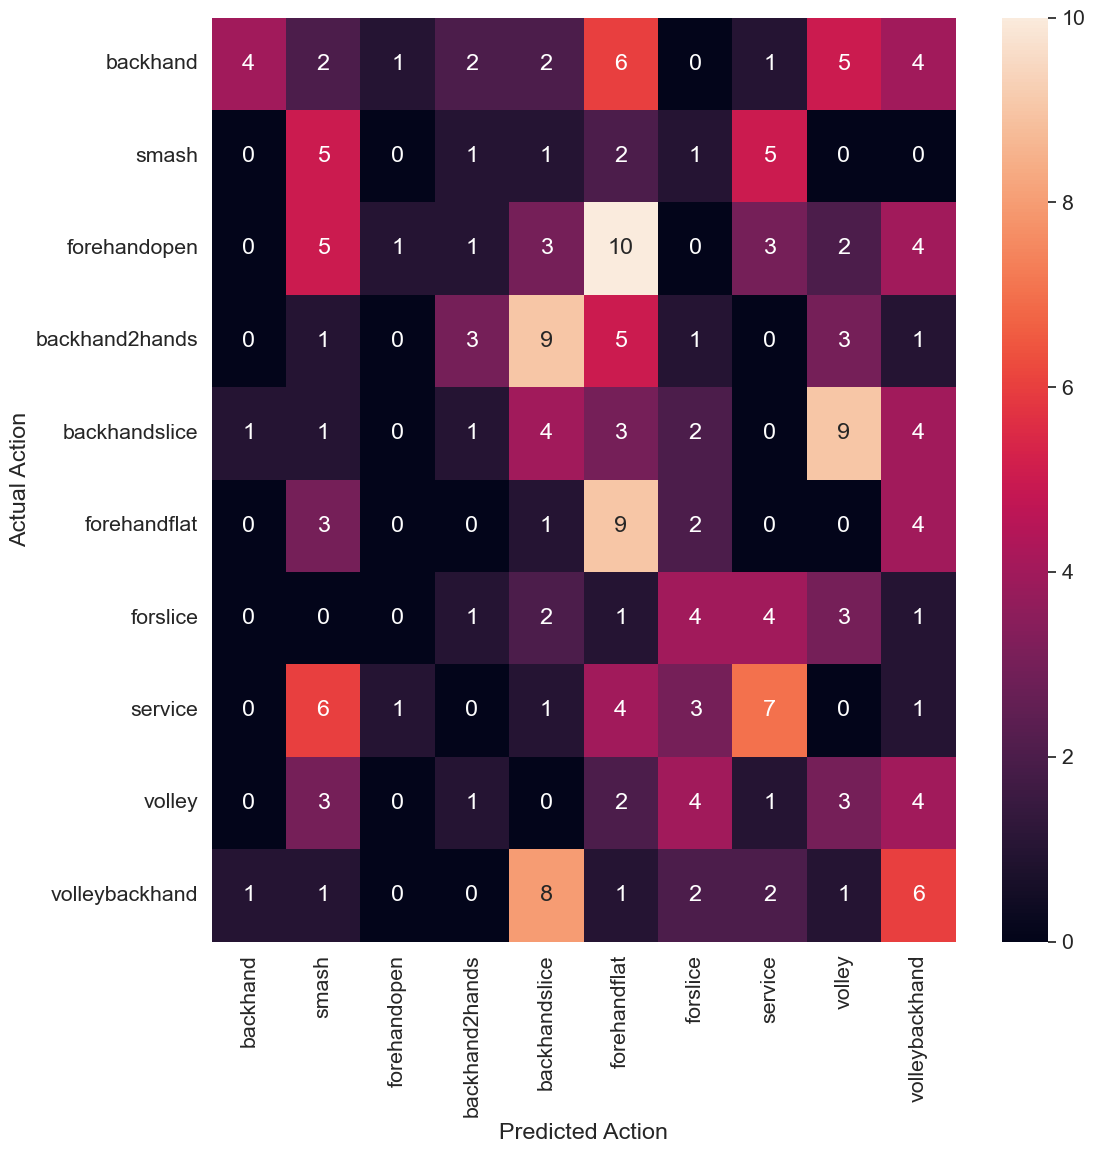 backhand 4 2 1 2 2 6 0 1 5 4
smash 0 5 0 1 1 2 1 5 0 0
forehandopen 0 5 1 1 3 10 0 3 2 4
backhand2hands 0 1 0 3 9 5 1 0 3 1
backhandslice 1 1 0 1 4 3 2 0 9 4
forehandflat 0 3 0 0 1 9 2 0 0 4
forslice 0 0 0 1 2 1 4 4 3 1
service 0 6 1 0 1 4 3 7 0 1
volley 0 3 0 1 0 2 4 1 3 4
volleybackhand 1 1 0 0 8 1 2 2 1 6
Actual Action
backhand
smash
forehandopen
backhand2hands
backhandslice
forehandflat
forslice
service
volley
volleybackhand
Predicted Action
10
8
6
4
2
0